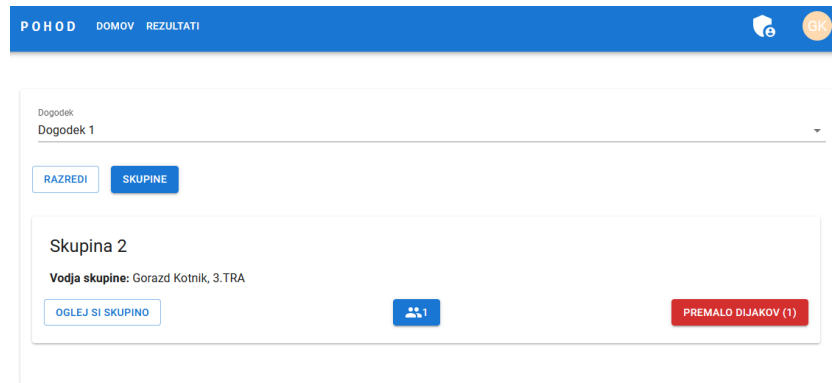 POHOD DOMOV REZULTATI GK
Dogodek
Dogodek 1
RAZREDI SKUPINE
Skupina 2
Vodja skupine: Gorazd Kotnik, 3.TRA
OGLEJ SI SKUPINO 1 PREMALO DIJAKOV (1)